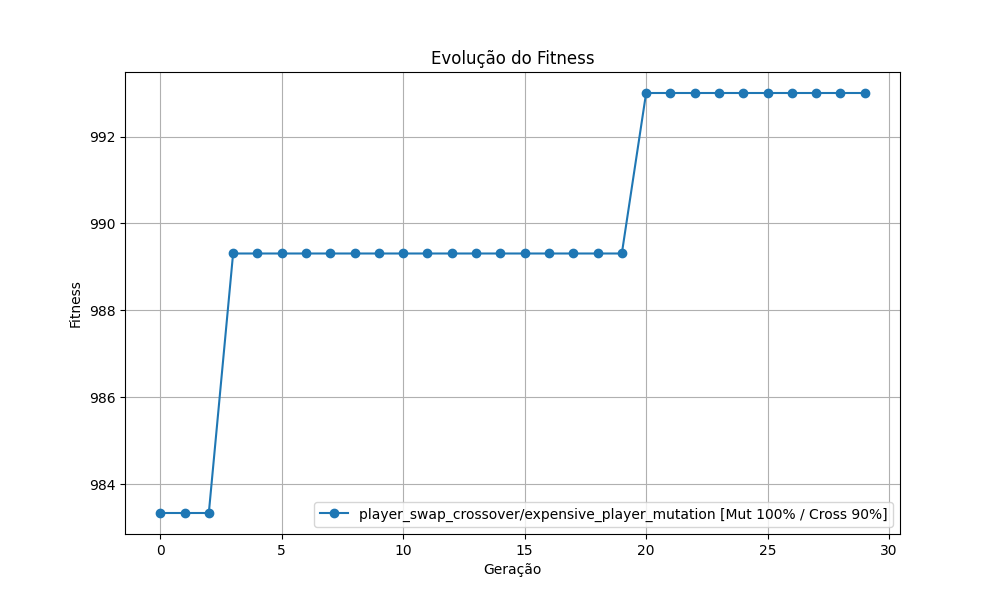 Evolução do Fitness
Fitness
992
990
988
986
984
player_swap_crossover/expensive_player_mutation [Mut 100% / Cross 90%]
0 5 10 15 20 25 30
Geração